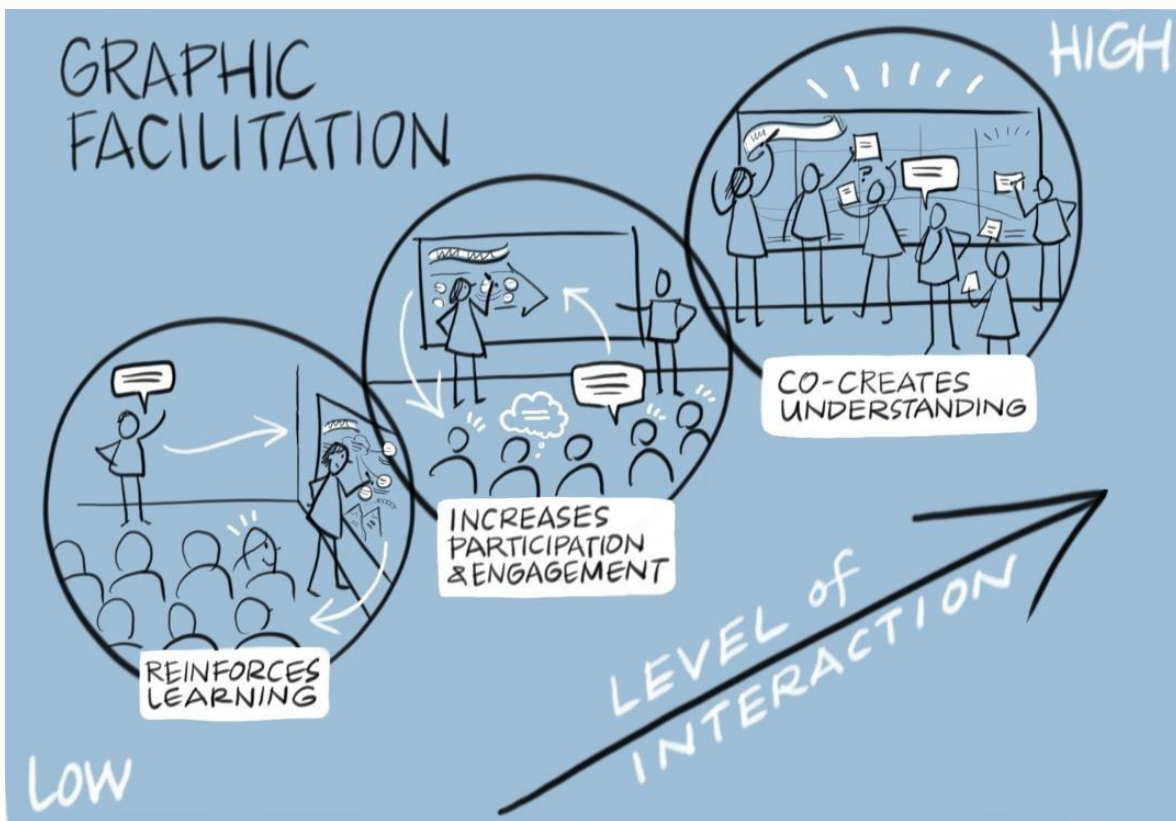 GRAPHIC
FACILITATION
HIGH
?
CO-CREATES
UNDERSTANDING
INCREASES
PARTICIPATION
& ENGAGEMENT
REINFORCES
LEARNING
LEVEL of
INTERACTION
LOW